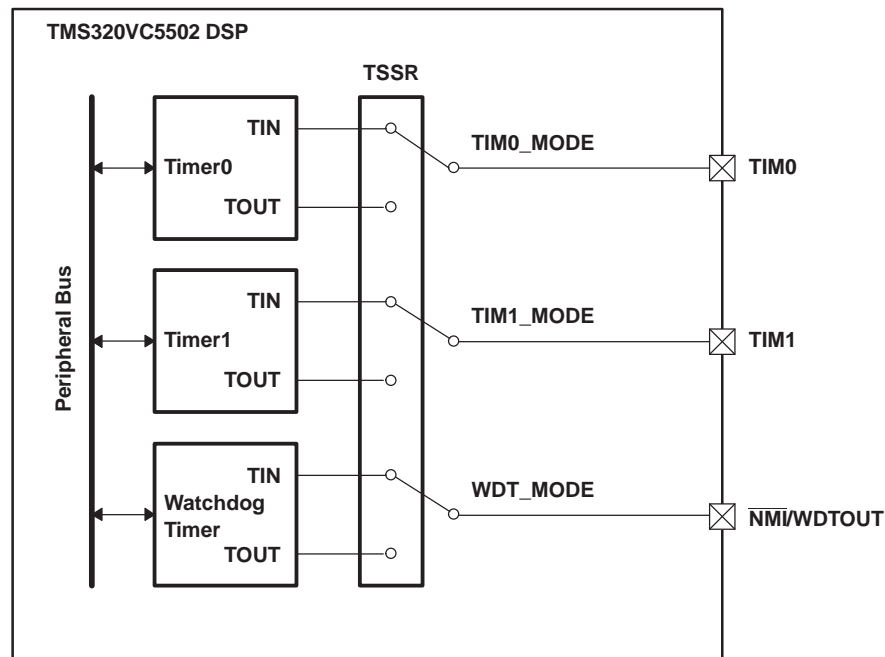 TMS320VC5502 DSP
TSSR
TIN
Timer0
TOUT
TIM0_MODE
TIM0
TIN
Timer1
TOUT
TIM1_MODE
TIM1
Peripheral Bus
TIN
Watchdog
Timer
TOUT
WDT_MODE
NMI/WDTOUT